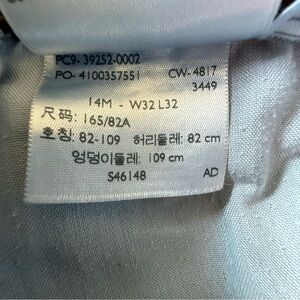 PC9-39252-0002
PO-4100357551 CW-4817
3449
14M - W32 L32
尺码: 165/82A
호칭: 82-109 허리둘레: 82 cm
엉덩이둘레: 109 cm
S46148 AD